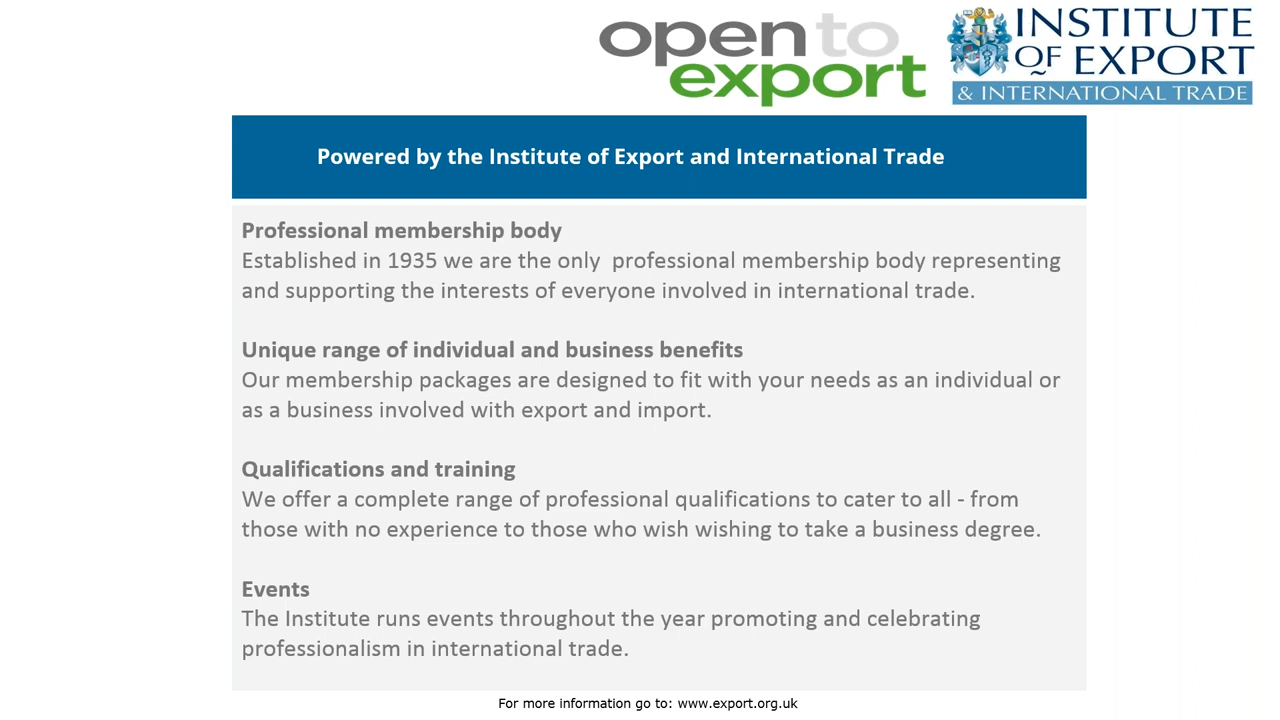 open to
export
INSTITUTE
OF EXPORT
& INTERNATIONAL TRADE
Powered by the Institute of Export and International Trade
Professional membership body
Established in 1935 we are the only  professional membership body representing
and supporting the interests of everyone involved in international trade.
Unique range of individual and business benefits
Our membership packages are designed to fit with your needs as an individual or
as a business involved with export and import.
Qualifications and training
We offer a complete range of professional qualifications to cater to all - from
those with no experience to those who wish wishing to take a business degree.
Events
The Institute runs events throughout the year promoting and celebrating
professionalism in international trade.
For more information go to: www.export.org.uk